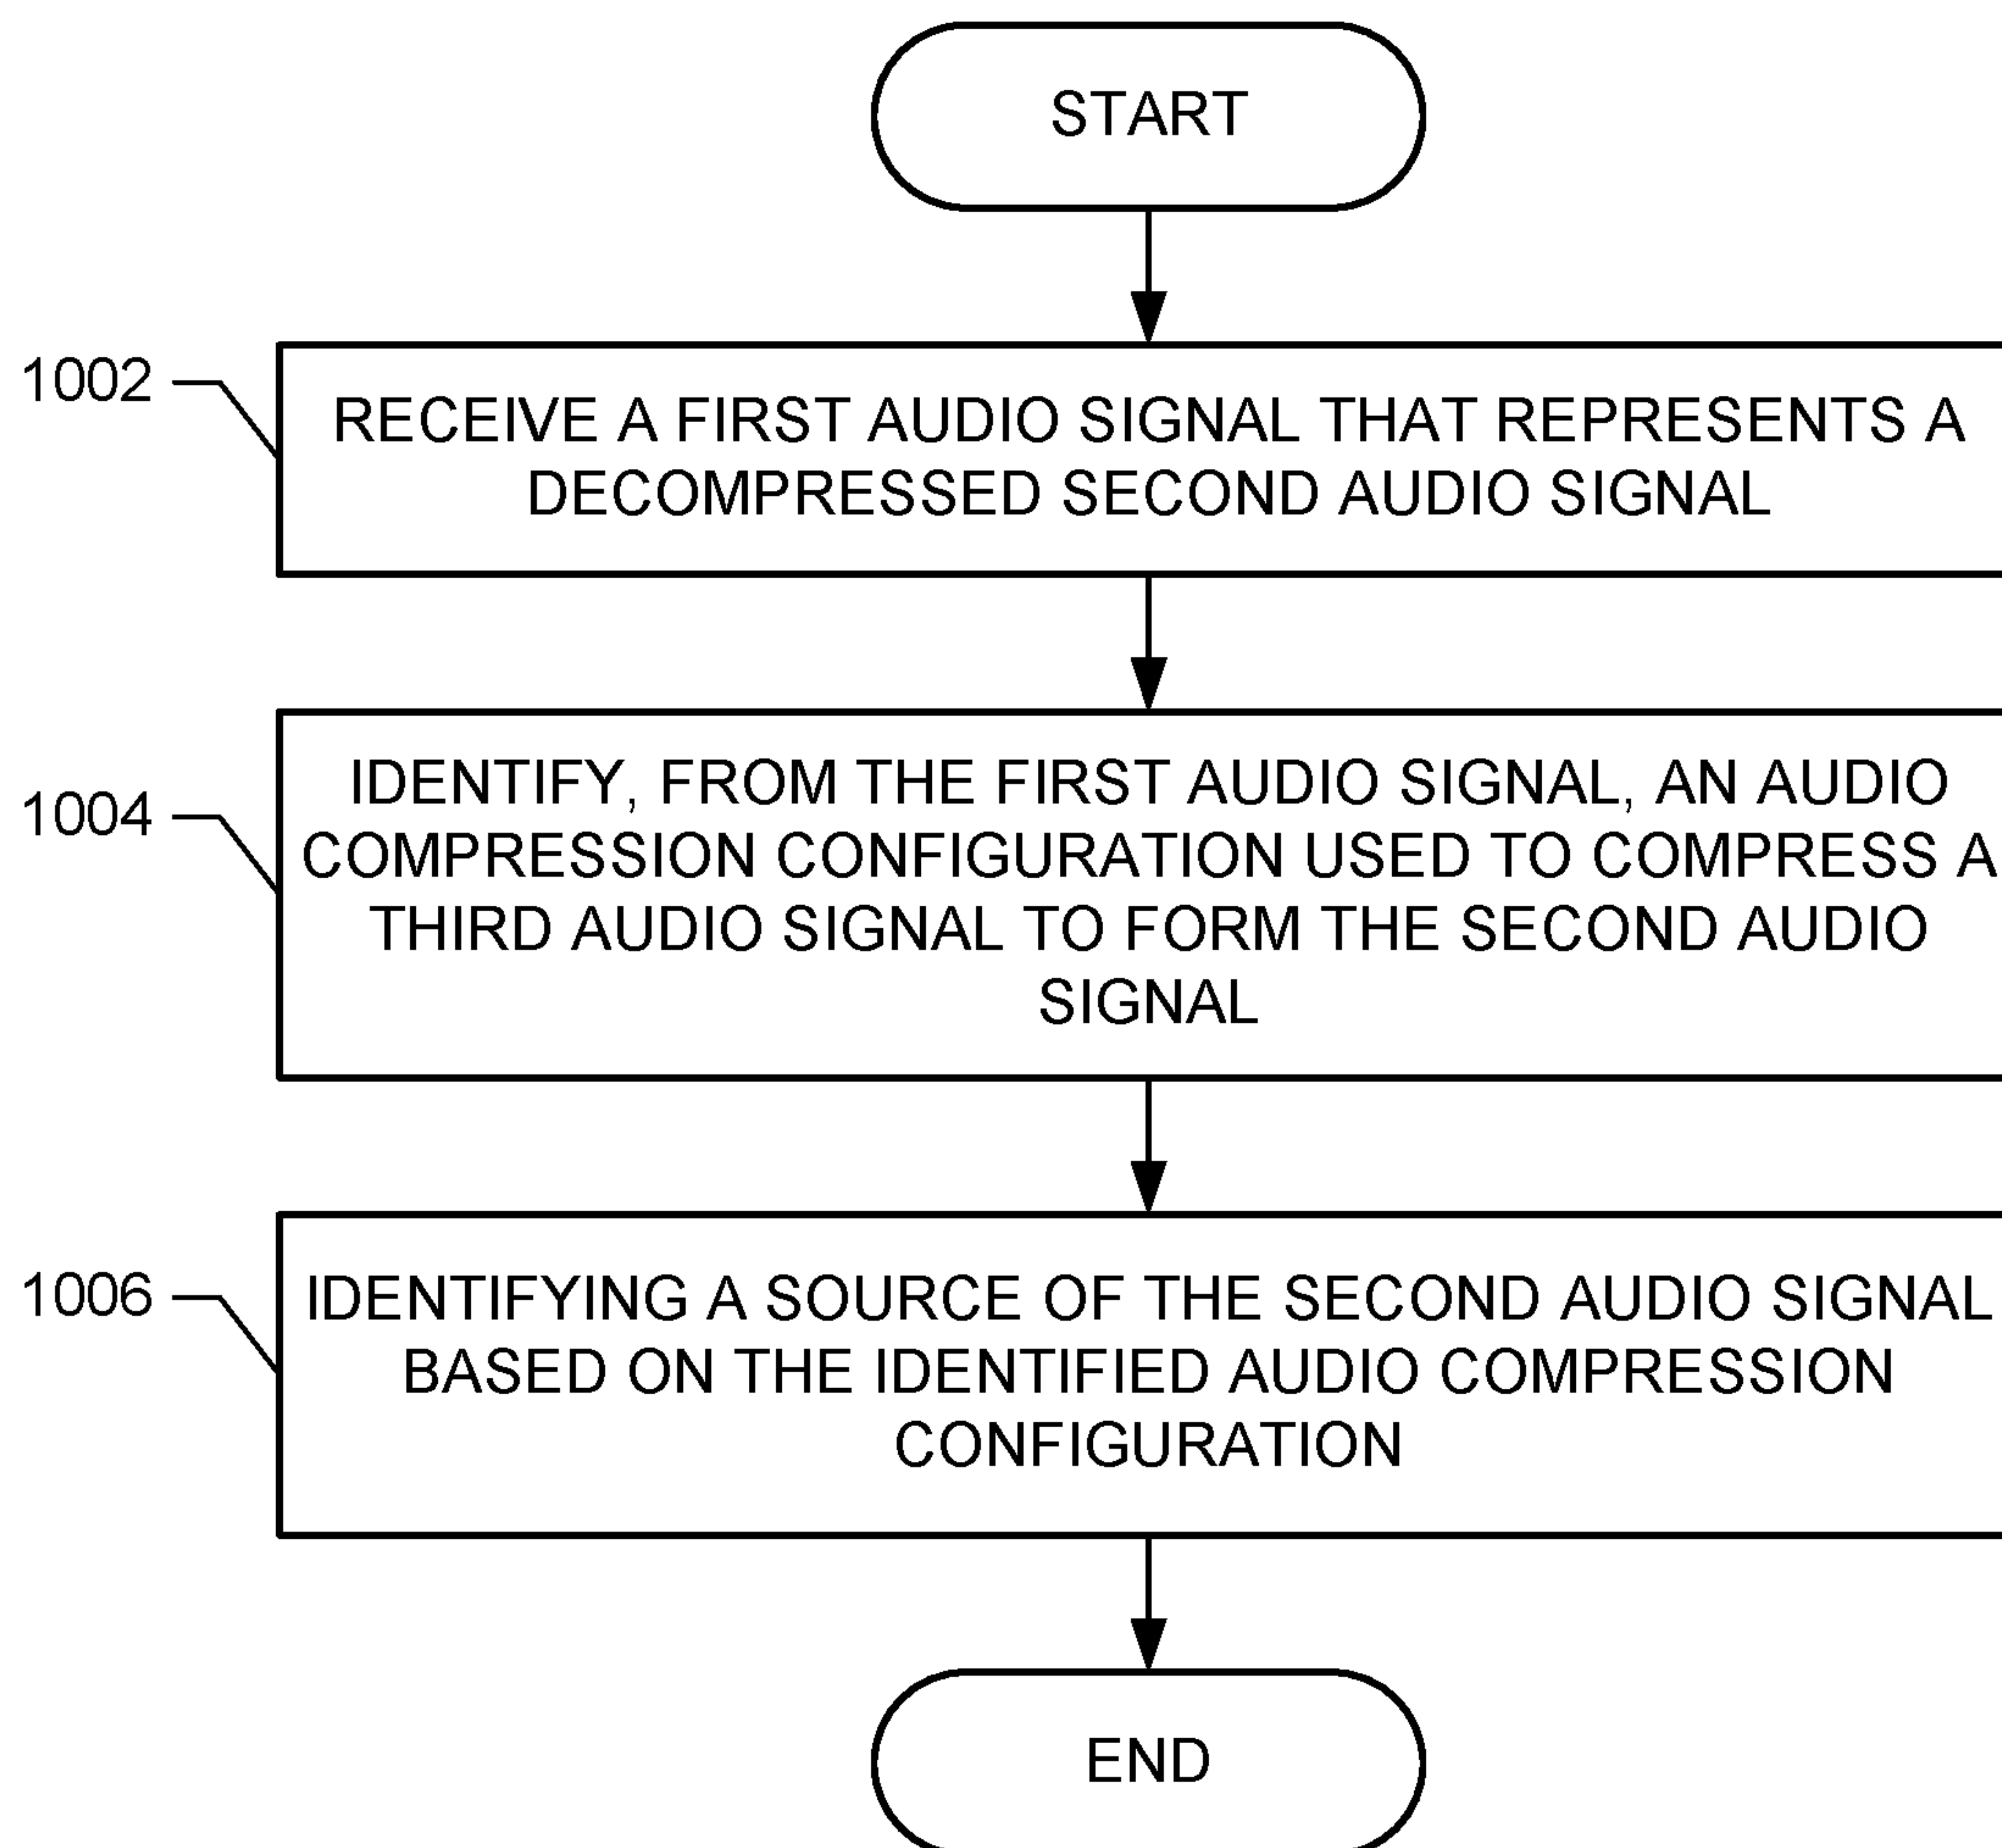 START
1002
RECEIVE A FIRST AUDIO SIGNAL THAT REPRESENTS A
DECOMPRESSED SECOND AUDIO SIGNAL
1004
IDENTIFY, FROM THE FIRST AUDIO SIGNAL, AN AUDIO
COMPRESSION CONFIGURATION USED TO COMPRESS A
THIRD AUDIO SIGNAL TO FORM THE SECOND AUDIO
SIGNAL
1006
IDENTIFYING A SOURCE OF THE SECOND AUDIO SIGNAL
BASED ON THE IDENTIFIED AUDIO COMPRESSION
CONFIGURATION
END